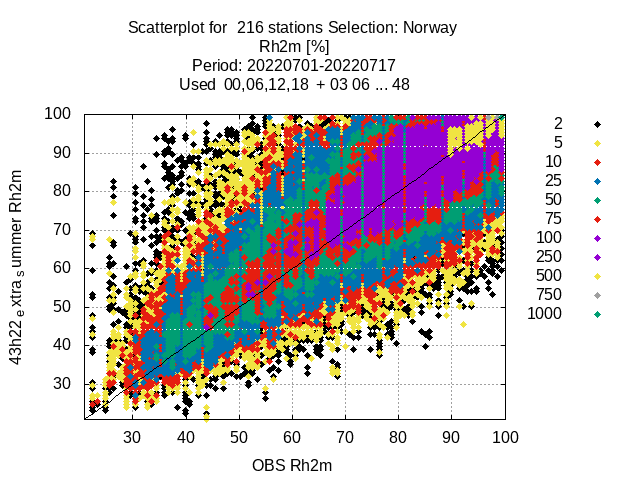 Scatterplot for 216 stations Selection: Norway
Rh2m [%]
Period: 20220701-20220717
Used 00,06,12,18 + 03 06 ... 48
100
90
80
70
60
50
40
30
43h22 e xtra s ummer Rh2m
30 40 50 60 70 80 90 100
OBS Rh2m
2
5
10
25
50
75
100
250
500
750
1000